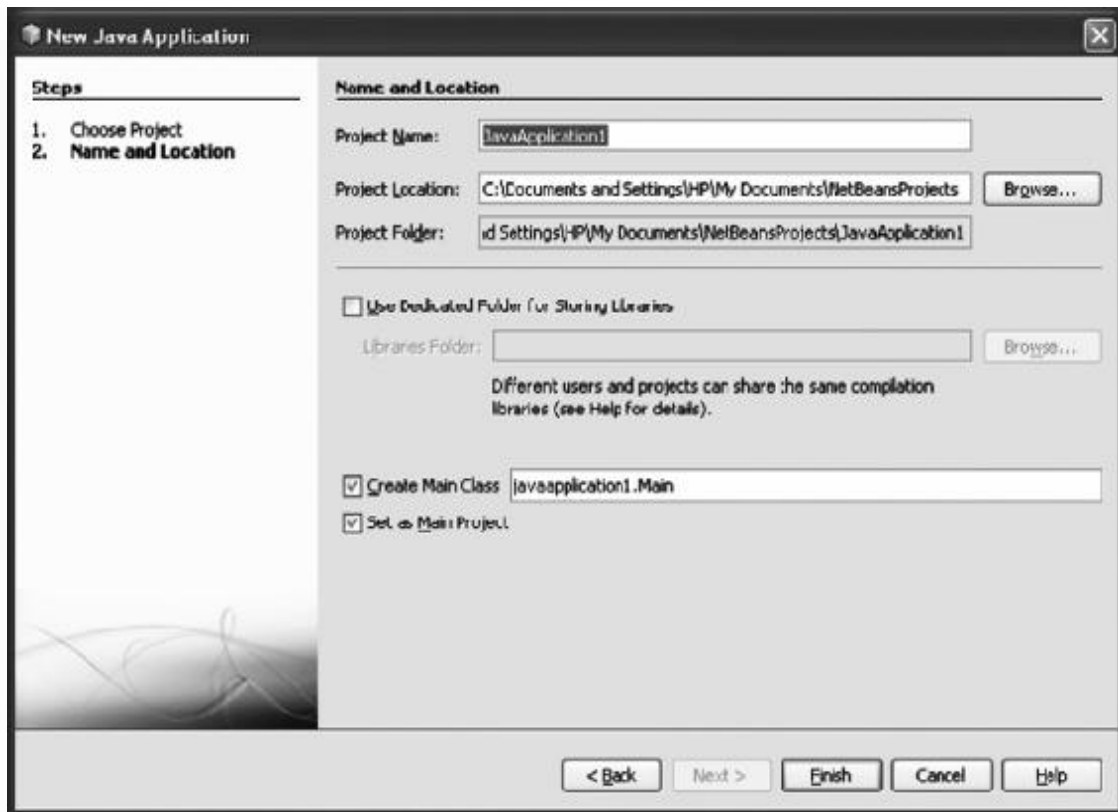 New Java Application
Steps
1. Choose Project
2. Name and Location
Name and Location
Project Name: JavaApplication1
Project Location: C:\Documents and Settings\HP\My Documents\NetBeansProjects Browse...
Project Folder: id Settings\HP\My Documents\NetBeansProjects\JavaApplication1
Use Dedicated Folder for Storing Libraries
Libraries Folder: Browse...
Different users and projects can share the same compilation
libraries (see Help for details).
Create Main Class javaapplication1.Main
Set as Main Project
< Back Next > Finish Cancel Help